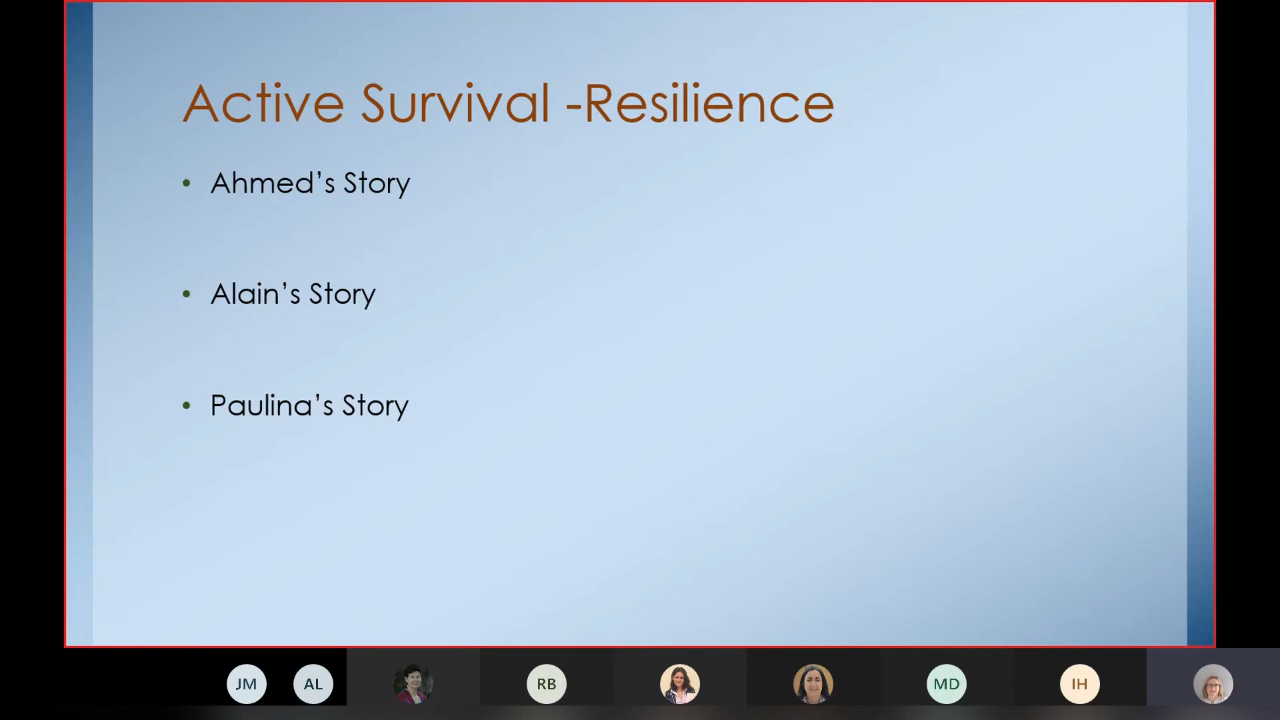 Active Survival -Resilience
• Ahmed’s Story
• Alain’s Story
• Paulina’s Story
JM AL RB MD IH